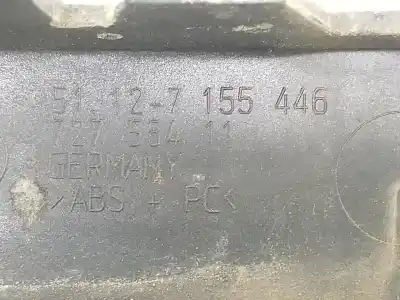 51.12-7 155 446
727 584 11
GERMANY
>ABS + PC<